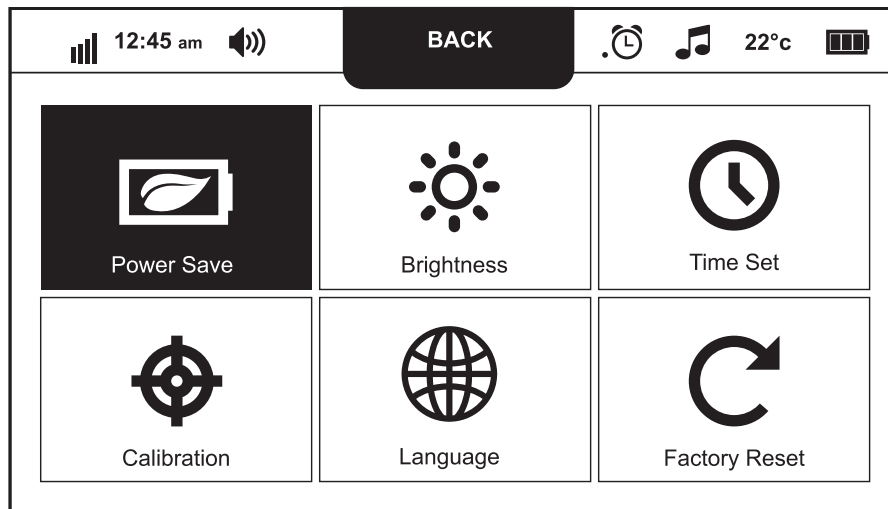 12:45 am BACK 22°c
Power Save Brightness Time Set
Calibration Language Factory Reset